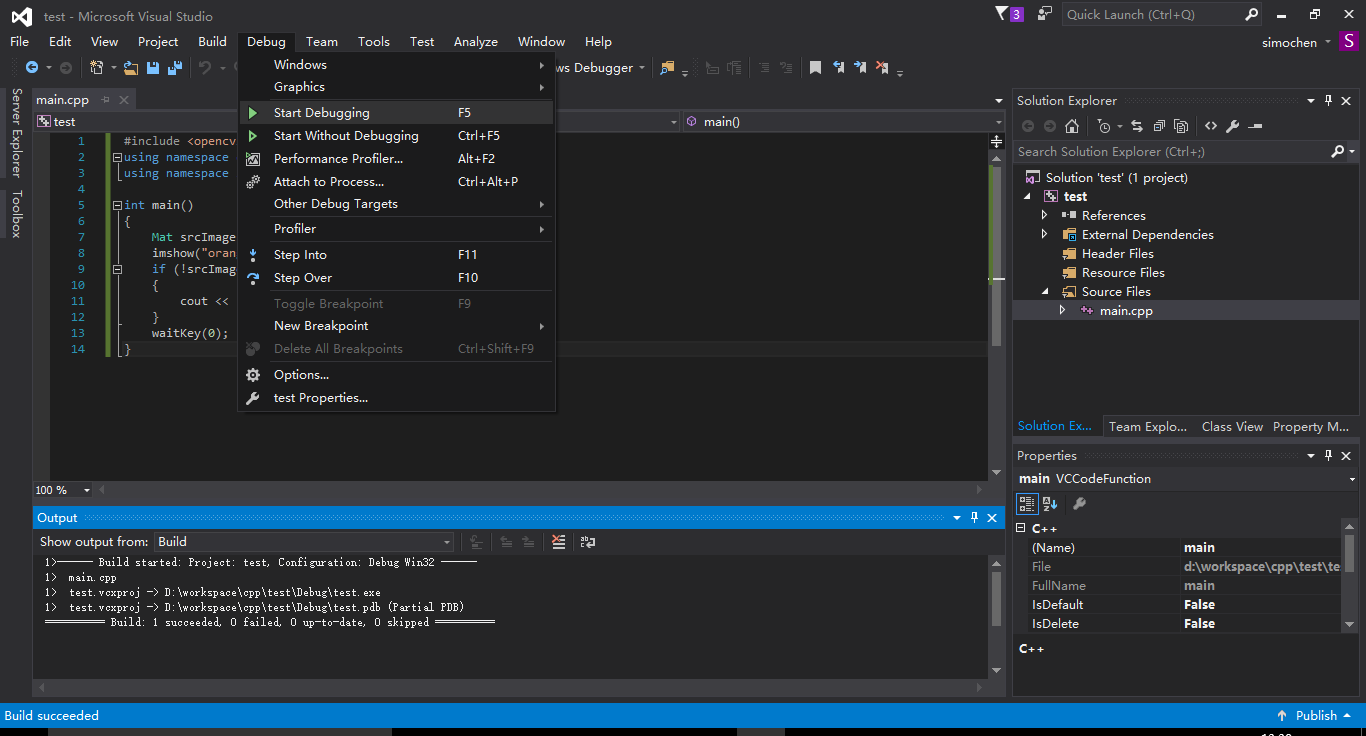 test - Microsoft Visual Studio
3
Quick Launch (Ctrl+Q)
File Edit View Project Build Debug Team Tools Test Analyze Window Help
simochen S
ws Debugger
Server Explorer
Toolbox
main.cpp
test
main()
1 #include <opencv
2 using namespace
3 using namespace
4
5 int main()
6 {
7 Mat srcImage
8 imshow("oran
9 if (!srcImag
10 {
11 cout <<
12 }
13 waitKey(0);
14 }
100 %
Windows
Graphics
Start Debugging F5
Start Without Debugging Ctrl+F5
Performance Profiler... Alt+F2
Attach to Process... Ctrl+Alt+P
Other Debug Targets
Profiler
Step Into F11
Step Over F10
Toggle Breakpoint F9
New Breakpoint
Delete All Breakpoints Ctrl+Shift+F9
Options...
test Properties...
Output
Show output from: Build
1>------ Build started: Project: test, Configuration: Debug Win32 ------
1> main.cpp
1> test.vcxproj -> D:\workspace\cpp\test\Debug\test.exe
1> test.vcxproj -> D:\workspace\cpp\test\Debug\test.pdb (Partial PDB)
========== Build: 1 succeeded, 0 failed, 0 up-to-date, 0 skipped ==========
Solution Explorer
Search Solution Explorer (Ctrl+;)
Solution 'test' (1 project)
test
References
External Dependencies
Header Files
Resource Files
Source Files
main.cpp
Solution Ex... Team Explo... Class View Property M...
Properties
main VCCodeFunction
C++
(Name) main
File d:\workspace\cpp\test\te
FullName main
IsDefault False
IsDelete False
C++
Build succeeded
Publish